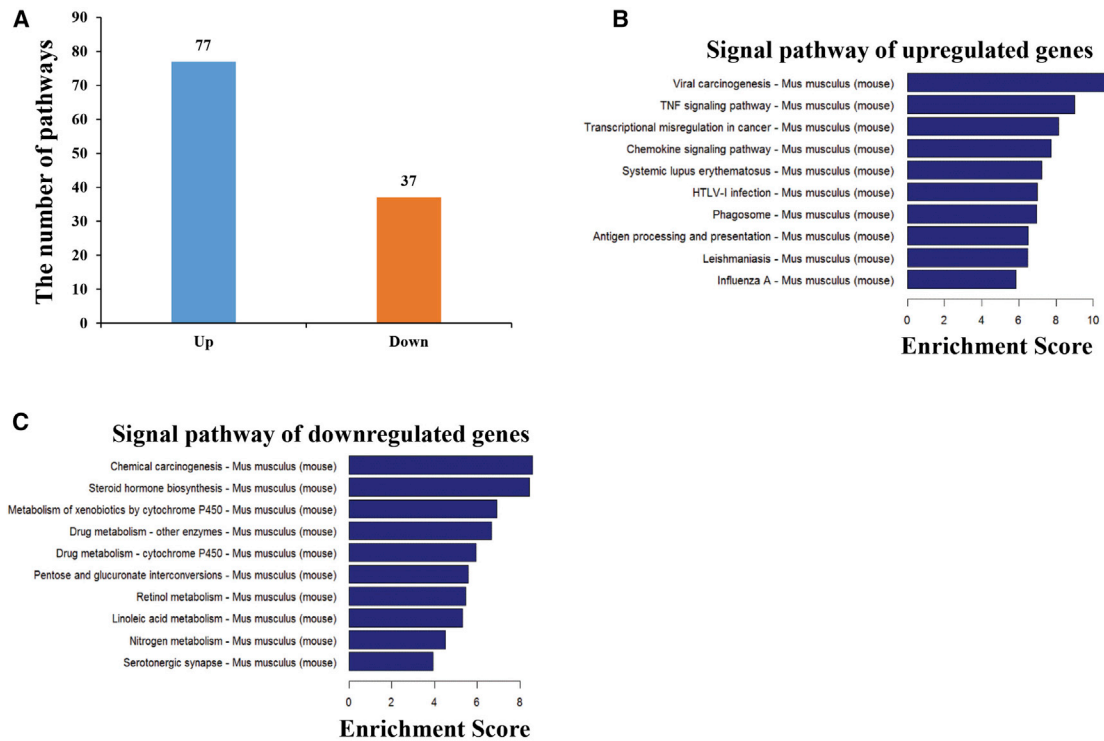 A
The number of pathways
90
80
70
60
50
40
30
20
10
0
77
37
Up
Down
B
Signal pathway of upregulated genes
Viral carcinogenesis - Mus musculus (mouse)
TNF signaling pathway - Mus musculus (mouse)
Transcriptional misregulation in cancer - Mus musculus (mouse)
Chemokine signaling pathway - Mus musculus (mouse)
Systemic lupus erythematosus - Mus musculus (mouse)
HTLV-I infection - Mus musculus (mouse)
Phagosome - Mus musculus (mouse)
Antigen processing and presentation - Mus musculus (mouse)
Leishmaniasis - Mus musculus (mouse)
Influenza A - Mus musculus (mouse)
0 2 4 6 8 10
Enrichment Score
C
Signal pathway of downregulated genes
Chemical carcinogenesis - Mus musculus (mouse)
Steroid hormone biosynthesis - Mus musculus (mouse)
Metabolism of xenobiotics by cytochrome P450 - Mus musculus (mouse)
Drug metabolism - other enzymes - Mus musculus (mouse)
Drug metabolism - cytochrome P450 - Mus musculus (mouse)
Pentose and glucuronate interconversions - Mus musculus (mouse)
Retinol metabolism - Mus musculus (mouse)
Linoleic acid metabolism - Mus musculus (mouse)
Nitrogen metabolism - Mus musculus (mouse)
Serotonergic synapse - Mus musculus (mouse)
0 2 4 6 8
Enrichment Score